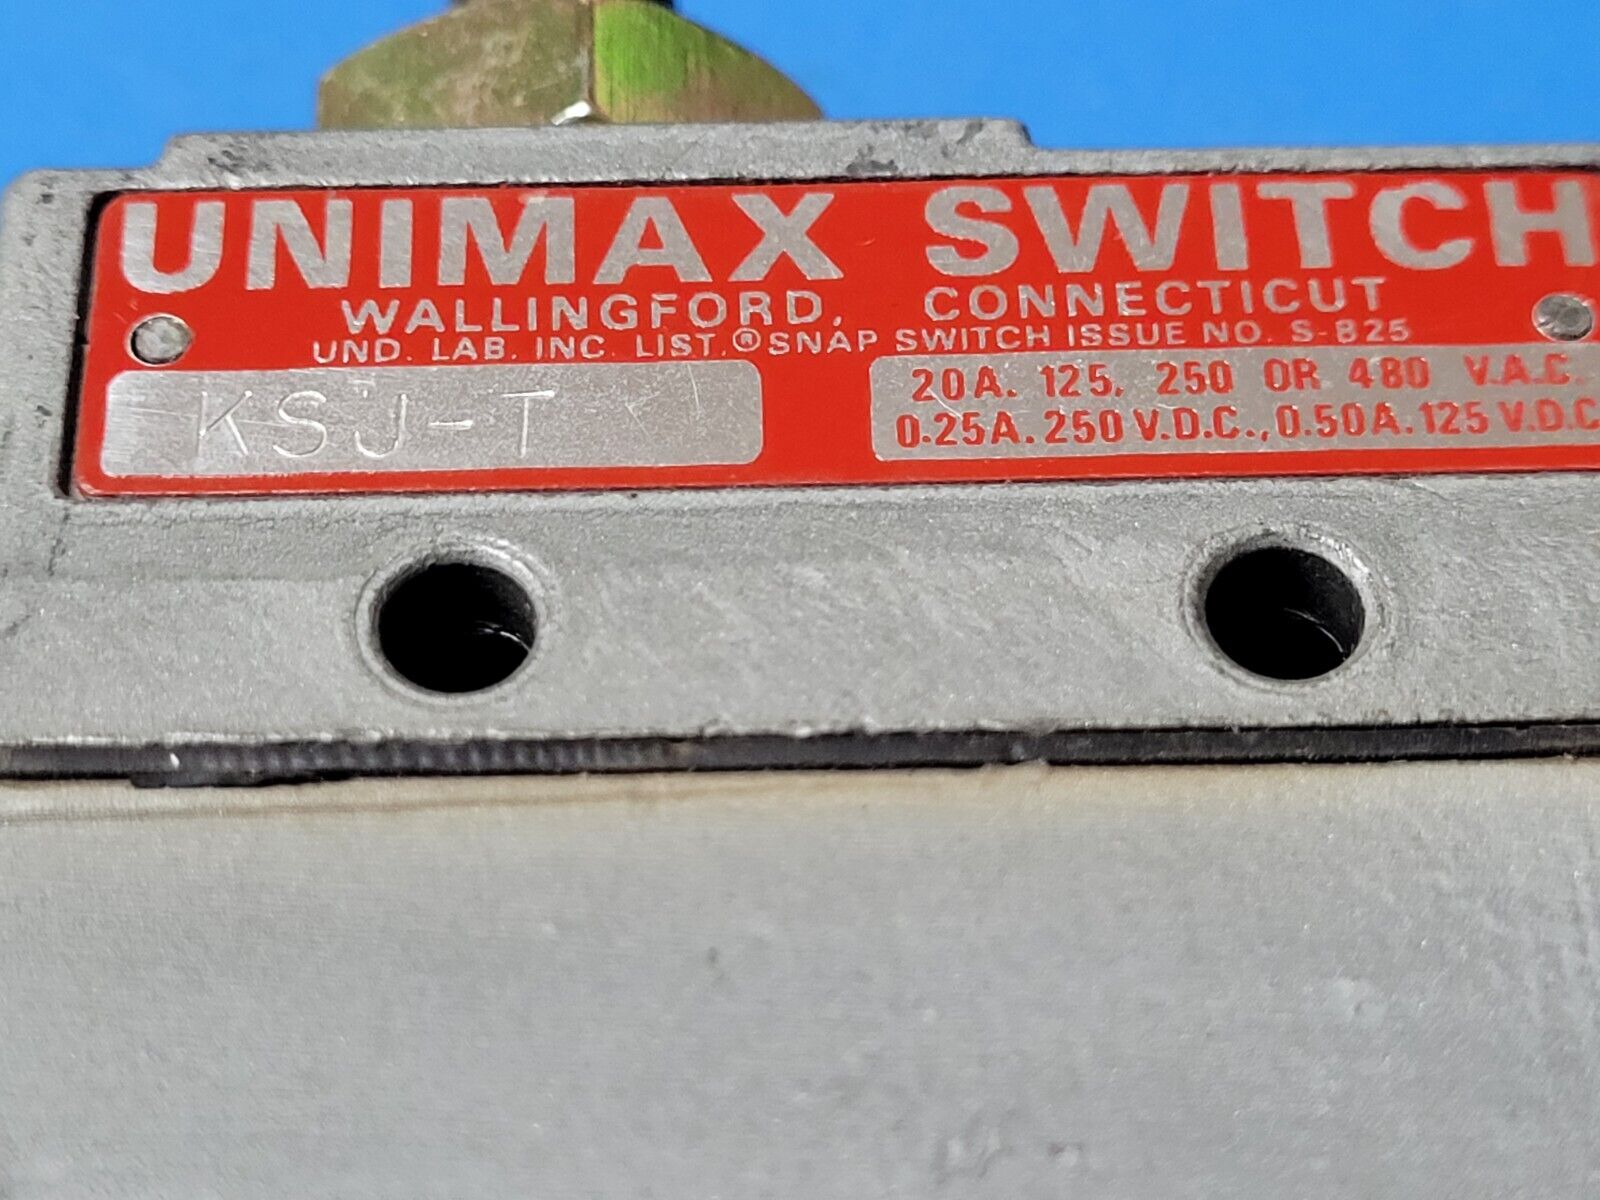 UNIMAX SWITCH
WALLINGFORD, CONNECTICUT
UND. LAB. INC. LIST.® SNAP SWITCH ISSUE NO. S-825
KSJ-T
20A. 125, 250 OR 480 V.A.C.
0.25A. 250 V.D.C., 0.50A. 125 V.D.C